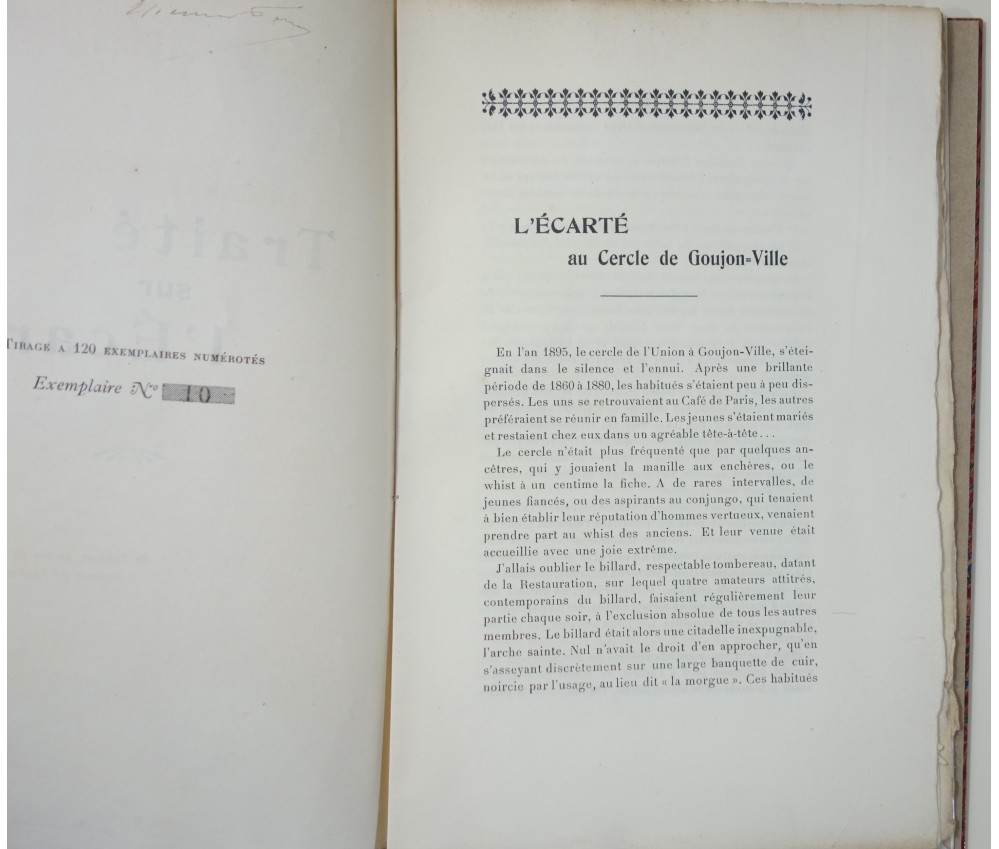 TIRAGE A 120 EXEMPLAIRES NUMÉROTÉS
Exemplaire No 10
L'ÉCARTÉ
au Cercle de Goujon=Ville
En l'an 1895, le cercle de l'Union à Goujon-Ville, s'étei-
gnait dans le silence et l'ennui. Après une brillante
période de 1860 à 1880, les habitués s'étaient peu à peu dis-
persés. Les uns se retrouvaient au Café de Paris, les autres
préféraient se réunir en famille. Les jeunes s'étaient mariés
et restaient chez eux dans un agréable tête-à-tête...
Le cercle n'était plus fréquenté que par quelques an-
cêtres, qui y jouaient la manille aux enchères, ou le
whist à un centime la fiche. A de rares intervalles, de
jeunes fiancés, ou des aspirants au conjungo, qui tenaient
à bien établir leur réputation d'hommes vertueux, venaient
prendre part au whist des anciens. Et leur venue était
accueillie avec une joie extrême.
J'allais oublier le billard, respectable tombereau, datant
de la Restauration, sur lequel quatre amateurs attitrés,
contemporains du billard, faisaient régulièrement leur
partie chaque soir, à l'exclusion absolue de tous les autres
membres. Le billard était alors une citadelle inexpugnable,
l'arche sainte. Nul n'avait le droit d'en approcher, qu'en
s'asseyant discrètement sur une large banquette de cuir,
noircie par l'usage, au lieu dit « la morgue ». Ces habitués